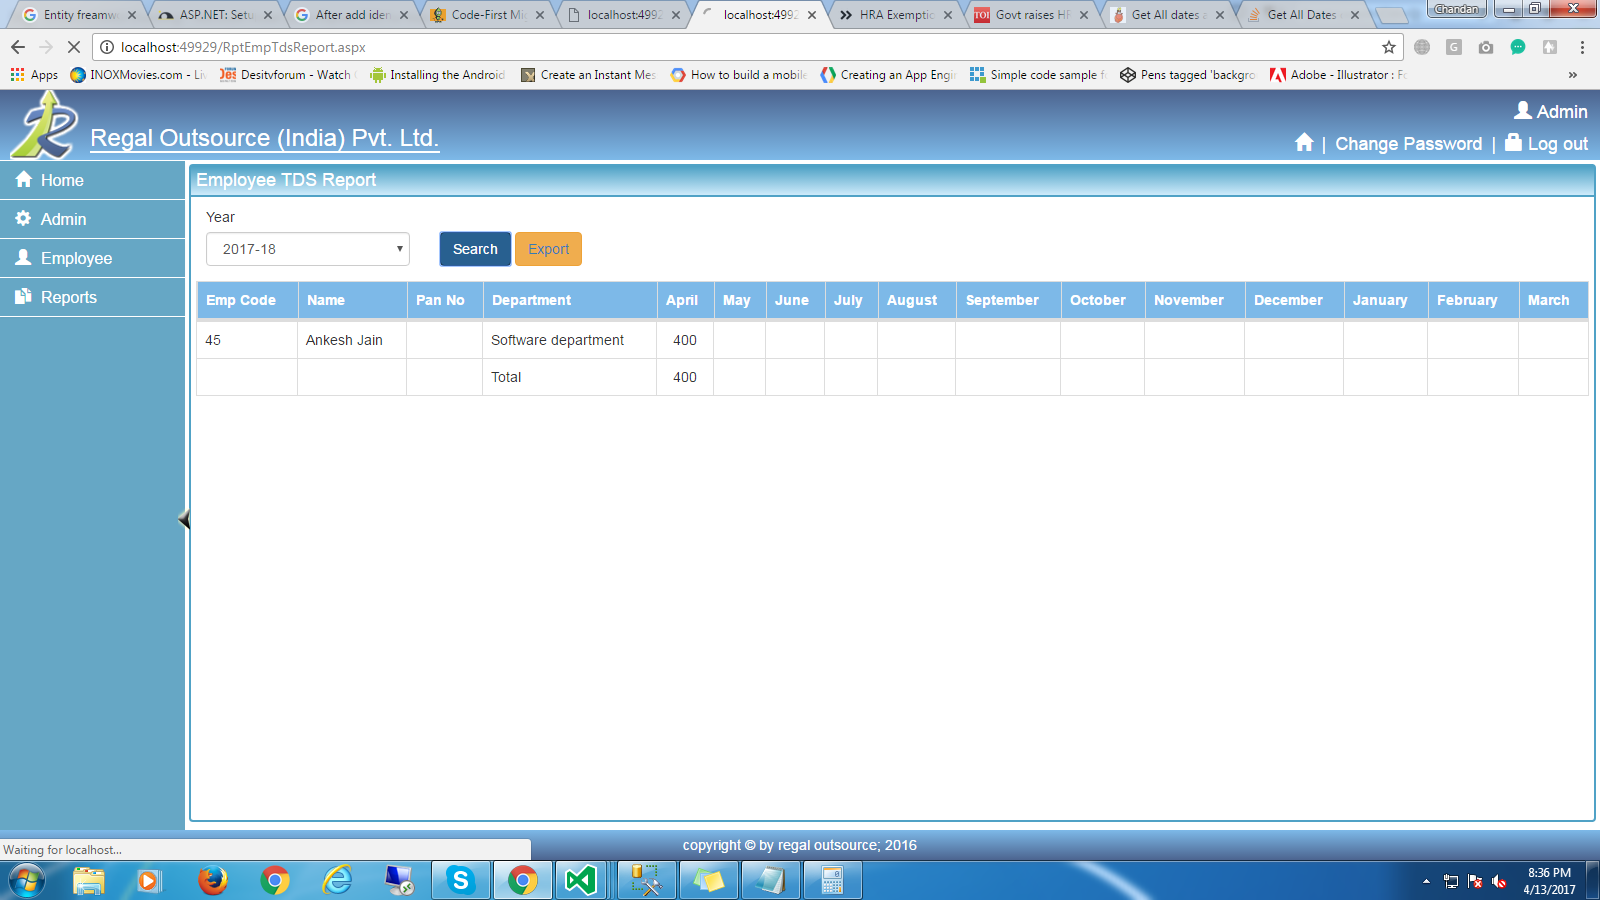 Entity freamw
ASP.NET: Setu
After add iden
Code-First Mi
localhost:4992
localhost:4992
HRA Exemptio
Govt raises HR
Get All dates a
Get All Dates
Chandan
localhost:49929/RptEmpTdsReport.aspx
Apps
INOXMovies.com - Li
Desitvforum - Watch
Installing the Android
Create an Instant Mes
How to build a mobile
Creating an App Engi
Simple code sample f
Pens tagged 'backgro
Adobe - Illustrator : Fo
»
Regal Outsource (India) Pvt. Ltd.
Admin
| Change Password | Log out
Home
Admin
Employee
Reports
Employee TDS Report
Year
2017-18
Search
Export
Emp Code Name Pan No Department April May June July August September October November December January February March
45 Ankesh Jain Software department 400
Total 400
copyright © by regal outsource; 2016
Waiting for localhost...
8:36 PM
4/13/2017